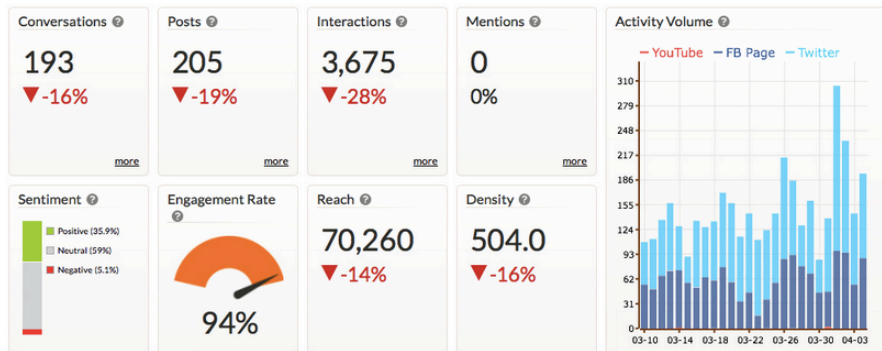 Conversations ?
193
▼ -16%
more
Posts ?
205
▼ -19%
more
Interactions ?
3,675
▼ -28%
more
Mentions ?
0
0%
more
Activity Volume ?
YouTube FB Page Twitter
310
279
248
217
186
155
124
93
62
31
0
03-10 03-14 03-18 03-22 03-26 03-30 04-03
Sentiment ?
Positive (35.9%)
Neutral (59%)
Negative (5.1%)
Engagement Rate
?
94%
Reach ?
70,260
▼ -14%
Density ?
504.0
▼ -16%